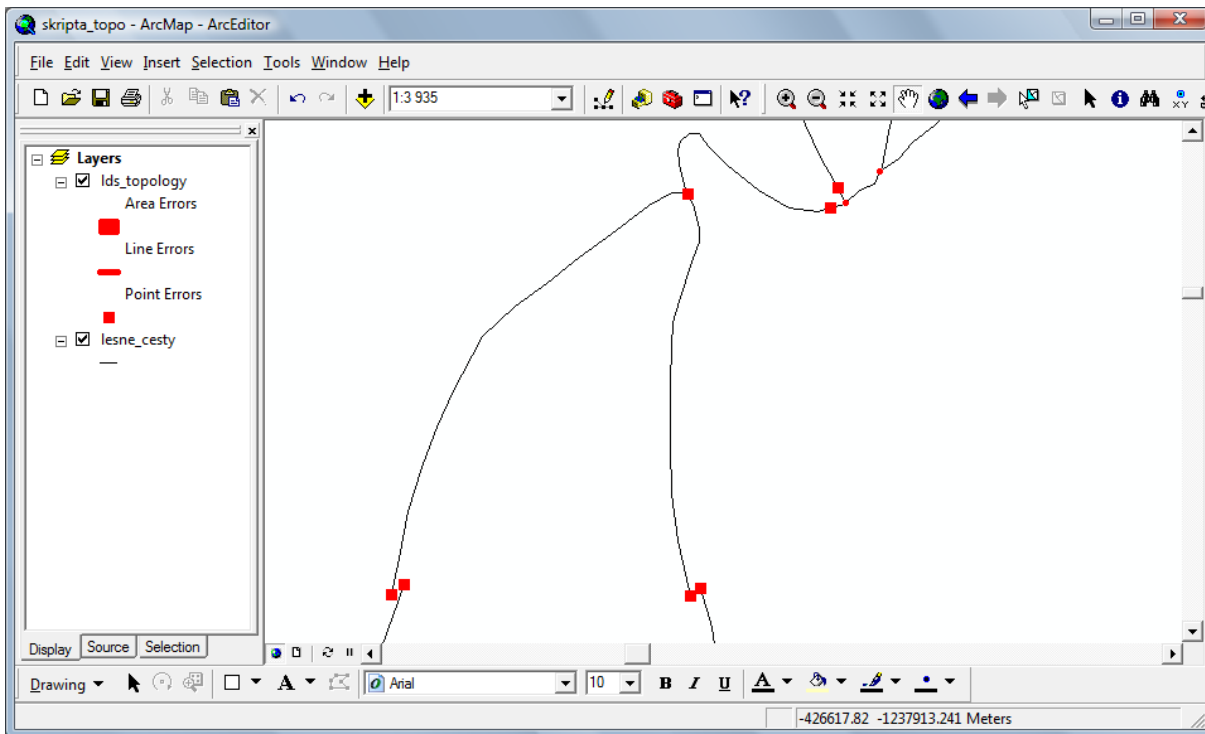 skripta_topo - ArcMap - ArcEditor
File Edit View Insert Selection Tools Window Help
1:3 935
XY
Layers
lds_topology
Area Errors
Line Errors
Point Errors
lesne_cesty
Display Source Selection
Drawing A Arial 10 B I U A
-426617.82 -1237913.241 Meters